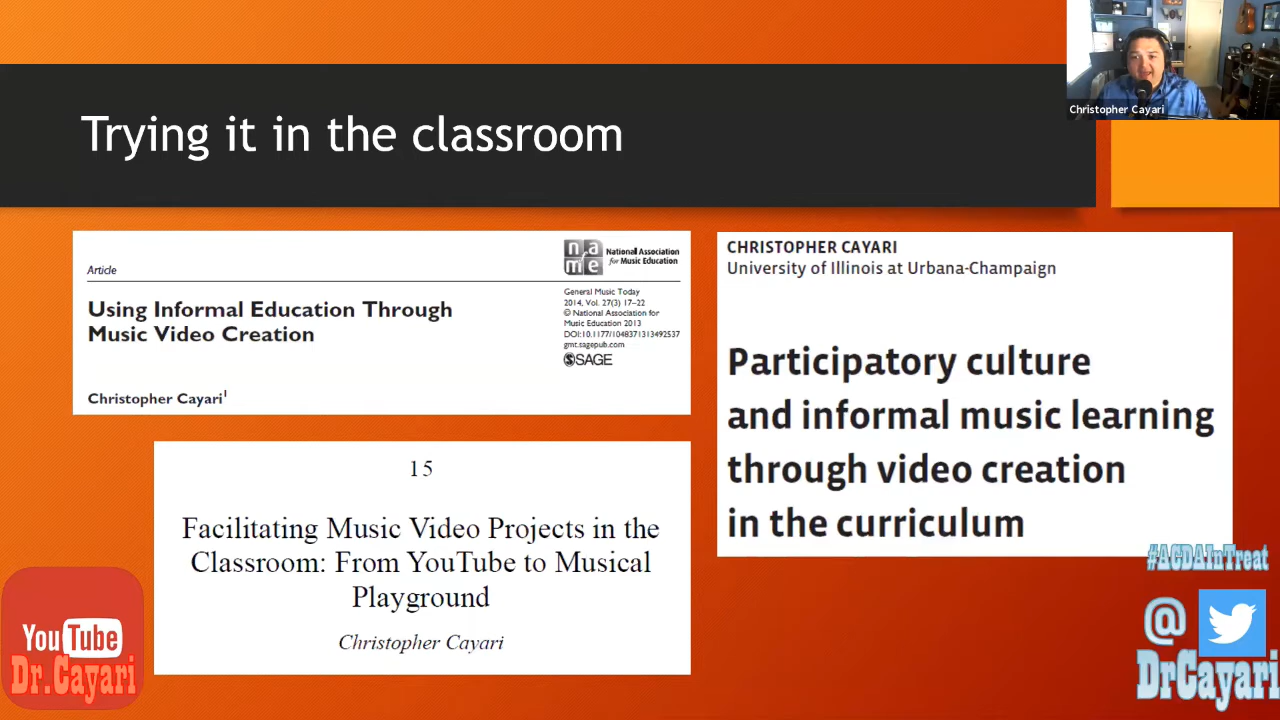 Christopher Cayari
Trying it in the classroom
Article
Using Informal Education Through
Music Video Creation
Christopher Cayari1
na
me
National Association
for Music Education
General Music Today
2014, Vol. 27(3) 17–22
© National Association for
Music Education 2013
DOI:10.1177/1048371313492537
gmt.sagepub.com
SAGE
CHRISTOPHER CAYARI
University of Illinois at Urbana-Champaign
Participatory culture
and informal music learning
through video creation
in the curriculum
15
Facilitating Music Video Projects in the
Classroom: From YouTube to Musical
Playground
Christopher Cayari
YouTube
Dr.Cayari
#ACDAInTreat
@
DrCayari